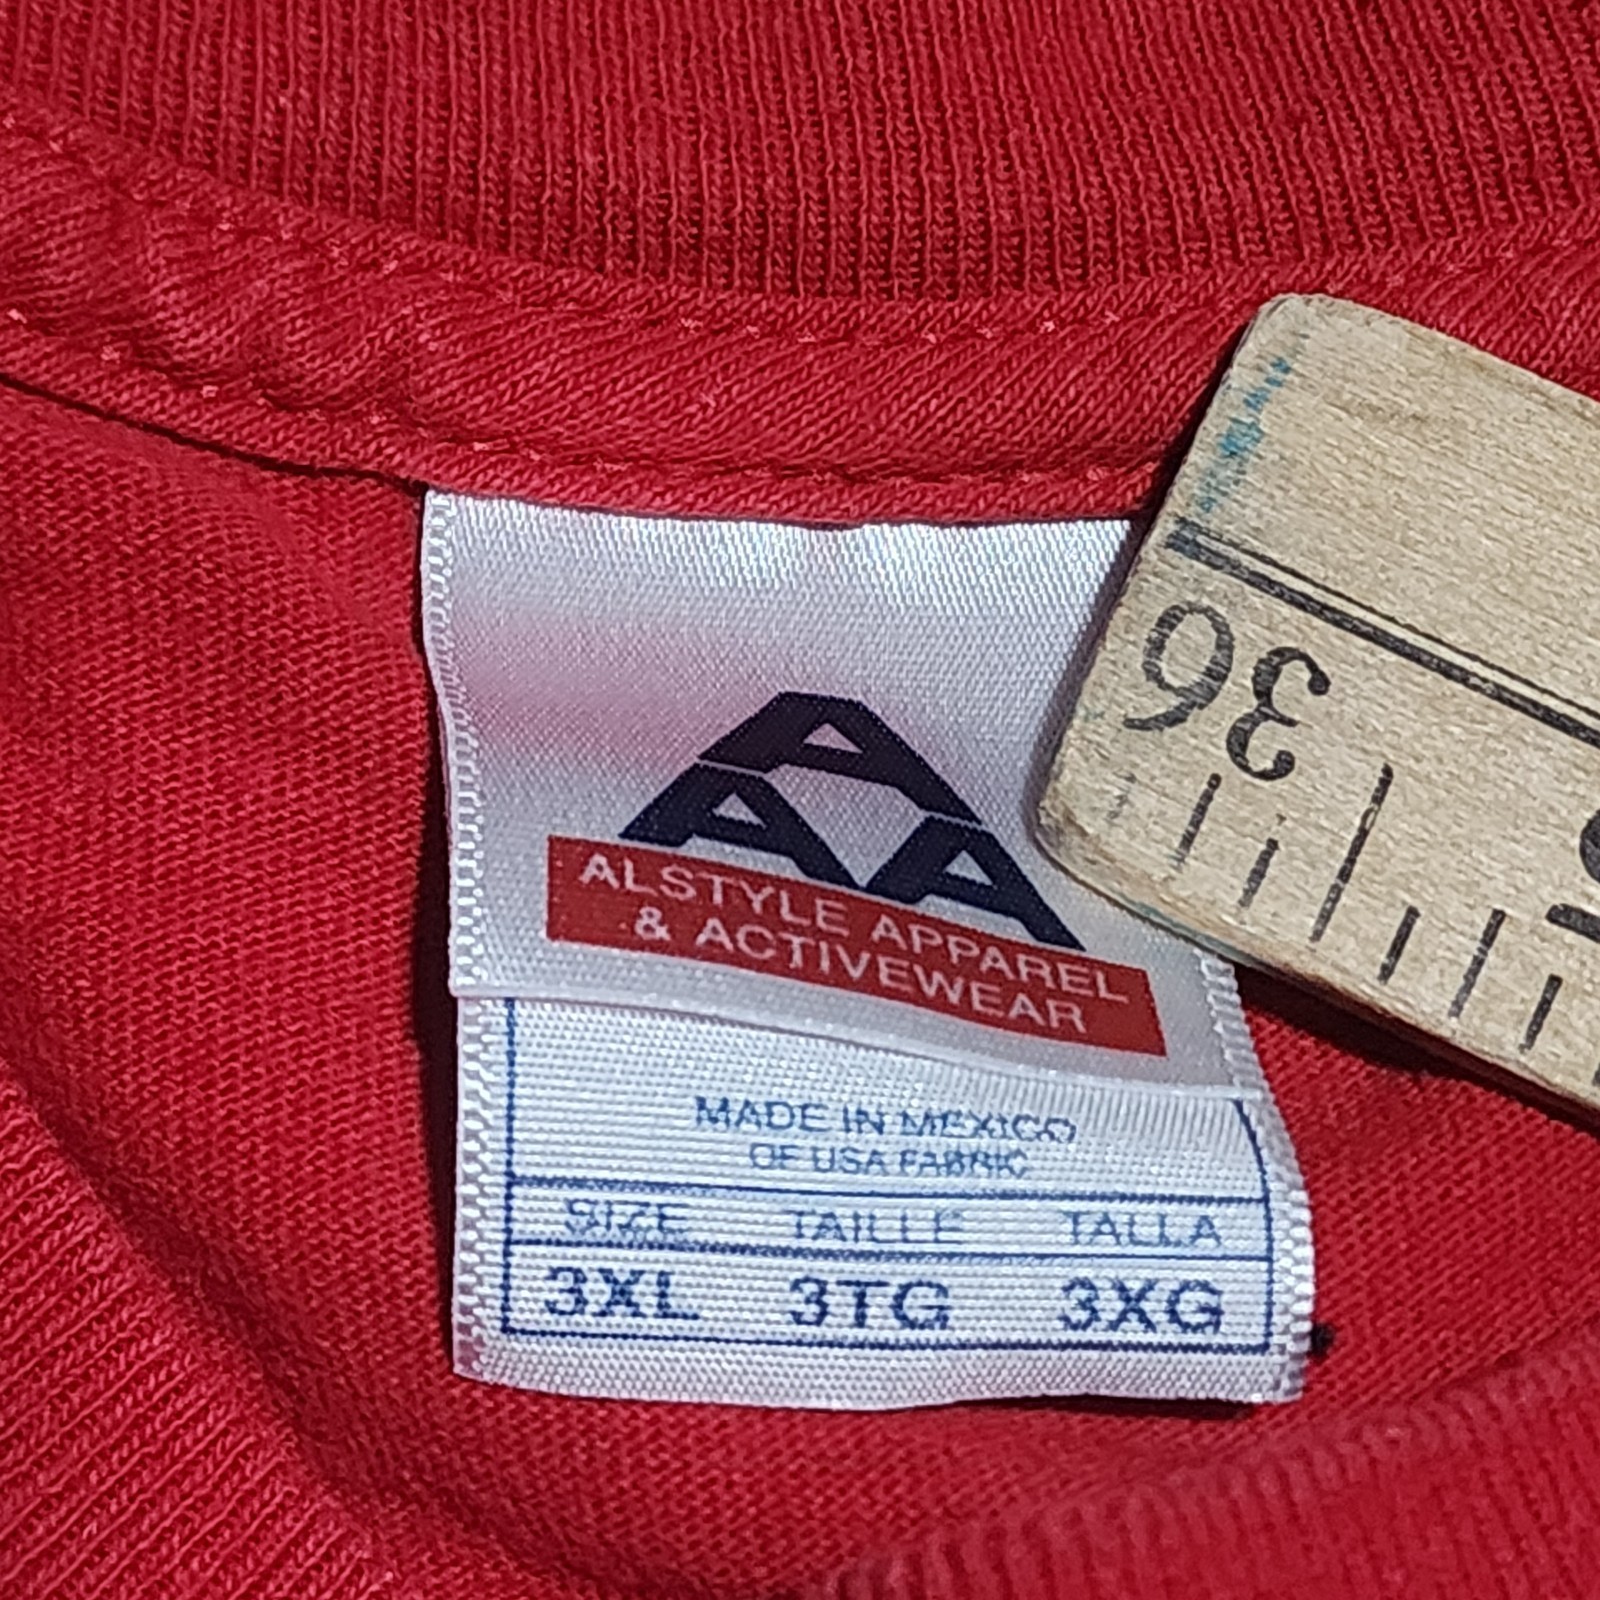 A
A A
ALSTYLE APPAREL
& ACTIVEWEAR
MADE IN MEXICO
OF USA FABRIC
SIZE TAILLE TALLA
3XL 3TG 3XG
36